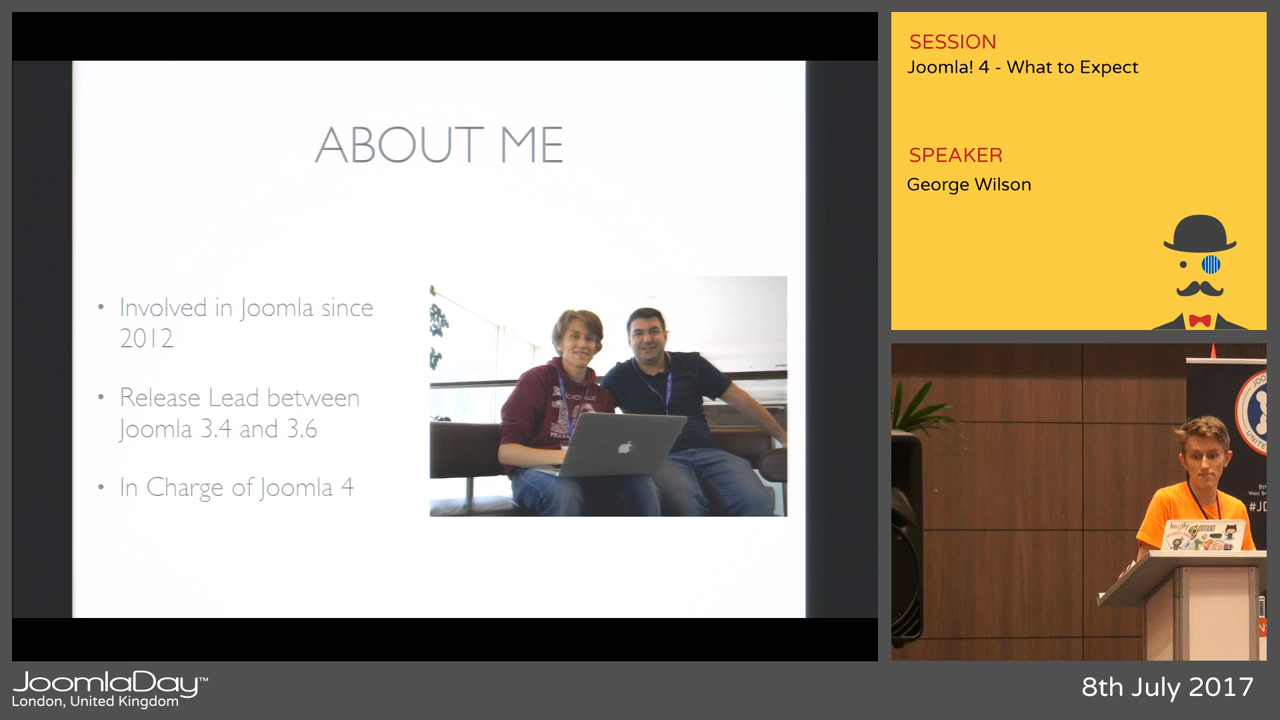 ABOUT ME
• Involved in Joomla since
2012
• Release Lead between
Joomla 3.4 and 3.6
• In Charge of Joomla 4
SESSION
Joomla! 4 - What to Expect
SPEAKER
George Wilson
#JD
JoomlaDay™
London, United Kingdom
8th July 2017